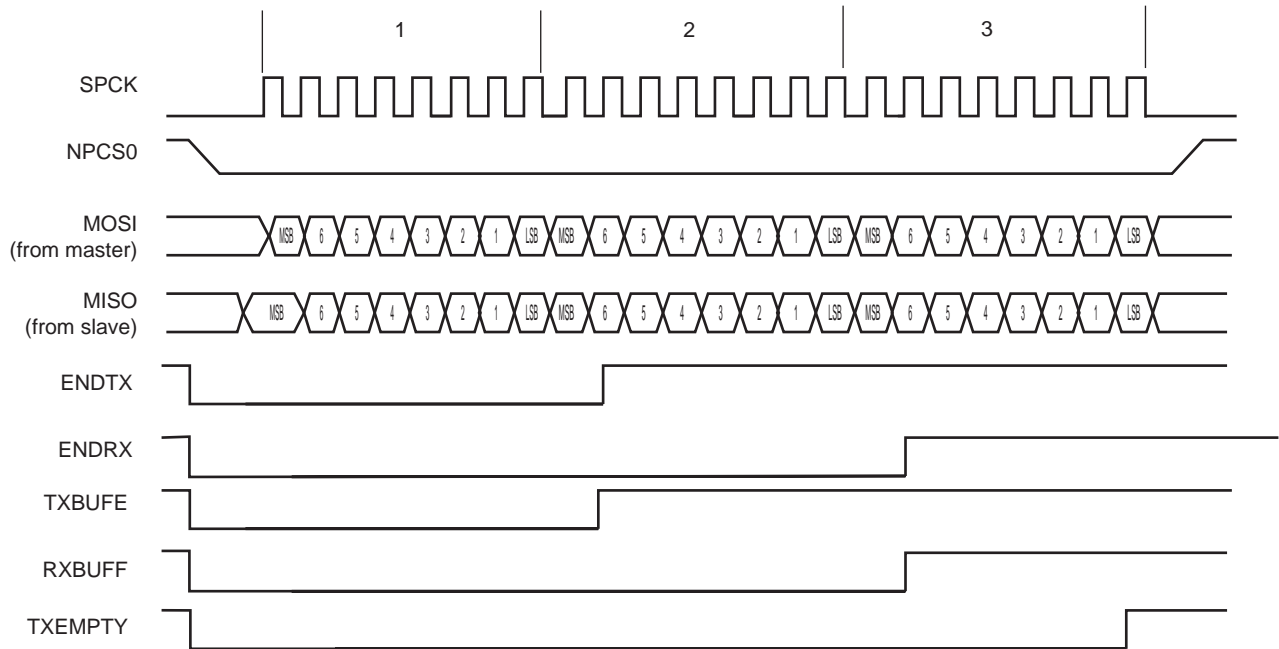 1 2 3
SPCK
NPCS0
MOSI
(from master)
MSB 6 5 4 3 2 1 LSB MSB 6 5 4 3 2 1 LSB MSB 6 5 4 3 2 1 LSB
MISO
(from slave)
MSB 6 5 4 3 2 1 LSB MSB 6 5 4 3 2 1 LSB MSB 6 5 4 3 2 1 LSB
ENDTX
ENDRX
TXBUFE
RXBUFF
TXEMPTY